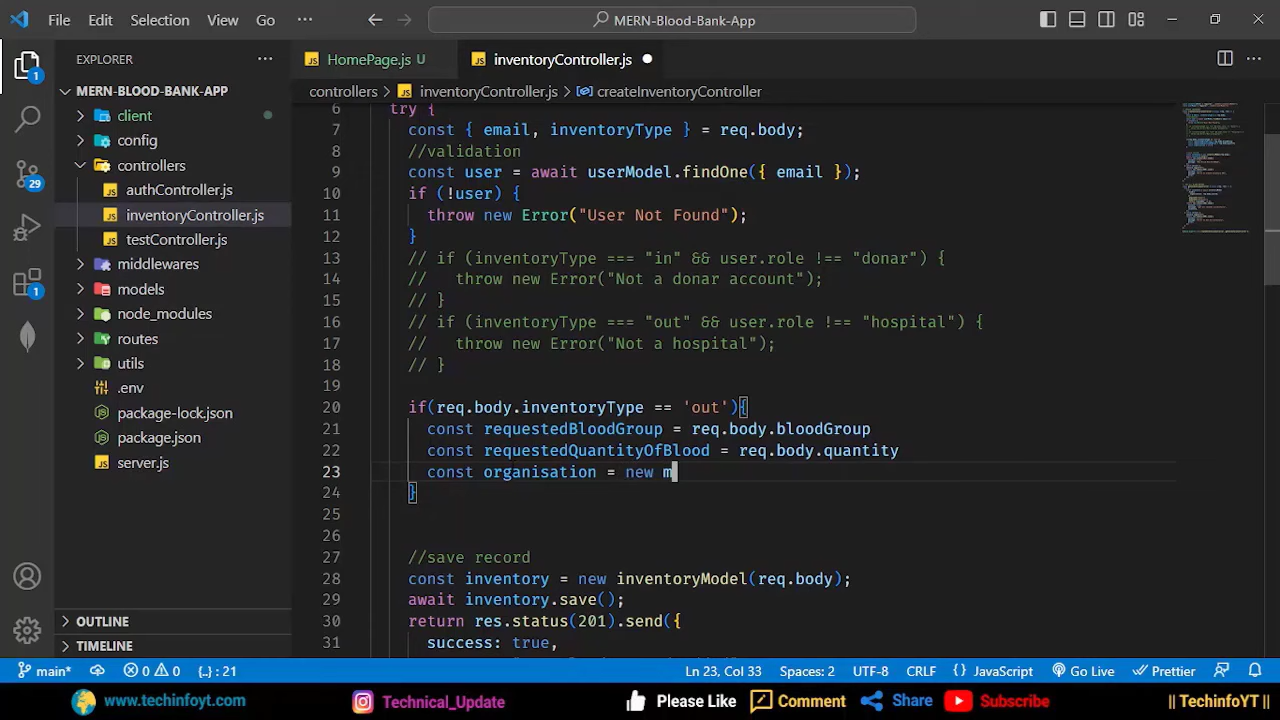 File Edit Selection View Go ··· MERN-Blood-Bank-App
EXPLORER ···
MERN-BLOOD-BANK-APP
client
config
controllers
authController.js
inventoryController.js
testController.js
middlewares
models
node_modules
routes
utils
.env
package-lock.json
package.json
server.js
OUTLINE
TIMELINE
1
29
1
HomePage.js U
inventoryController.js
controllers > inventoryController.js > createInventoryController
6 try {
7 const { email, inventoryType } = req.body;
8 //validation
9 const user = await userModel.findOne({ email });
10 if (!user) {
11 throw new Error("User Not Found");
12 }
13 // if (inventoryType === "in" && user.role !== "donar") {
14 //   throw new Error("Not a donar account");
15 // }
16 // if (inventoryType === "out" && user.role !== "hospital") {
17 //   throw new Error("Not a hospital");
18 // }
19
20 if(req.body.inventoryType == 'out'){
21 const requestedBloodGroup = req.body.bloodGroup
22 const requestedQuantityOfBlood = req.body.quantity
23 const organisation = new m
24 }
25
26
27 //save record
28 const inventory = new inventoryModel(req.body);
29 await inventory.save();
30 return res.status(201).send({
31 success: true,
main* 0 0 {..} : 21 Ln 23, Col 33 Spaces: 2 UTF-8 CRLF {} JavaScript Go Live Prettier
www.techinfoyt.com Technical_Update Please Like Comment Share Subscribe || TechinfoYT ||